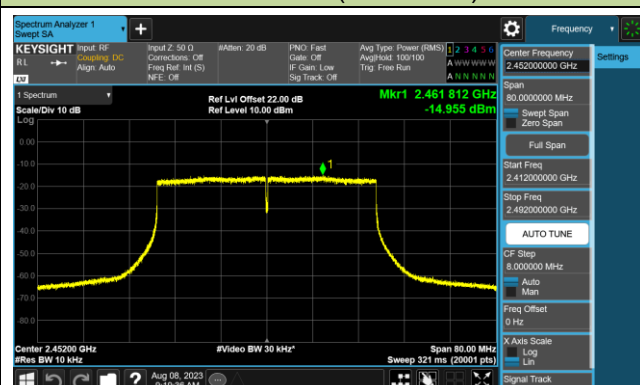 Spectrum Analyzer 1
Swept SA
Frequency
KEYSIGHT Input: RF Input Z: 50 Ω #Atten: 20 dB PNO: Fast Avg Type: Power (RMS) 1 2 3 4 5 6
RL Coupling: DC Corrections: Off Gate: Off Avg|Hold: 100/100 A W W W W W
Align: Auto Freq Ref: Int (S) IF Gain: Low Trig: Free Run
LXI NFE: Off Sig Track: Off A N N N N N
Center Frequency
2.452000000 GHz
Settings
1 Spectrum
Scale/Div 10 dB
Ref Lvl Offset 22.00 dB
Ref Level 10.00 dBm
Mkr1 2.461 812 GHz
-14.955 dBm
Span
80.0000000 MHz
Swept Span
Zero Span
Full Span
Start Freq
2.412000000 GHz
Stop Freq
2.492000000 GHz
AUTO TUNE
CF Step
8.000000 MHz
Auto
Man
Freq Offset
0 Hz
X Axis Scale
Log
Lin
Signal Track
Log
0.00
-10.0
-20.0
-30.0
-40.0
-50.0
-60.0
-70.0
-80.0
1
Center 2.45200 GHz #Video BW 30 kHz* Span 80.00 MHz
#Res BW 10 kHz Sweep 321 ms (20001 pts)
Aug 08, 2023